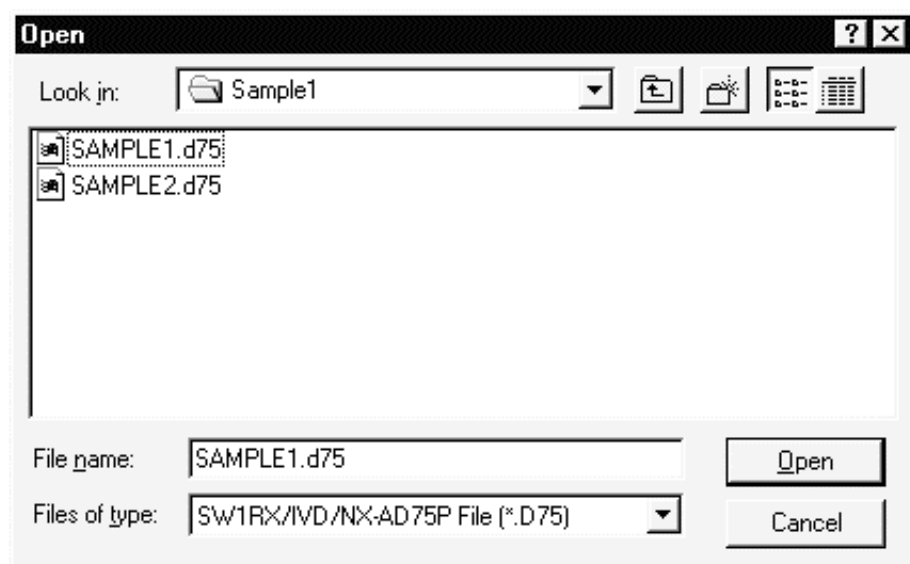 Open
Look in: Sample1
SAMPLE1.d75
SAMPLE2.d75
File name: SAMPLE1.d75 Open
Files of type: SW1RX/IVD/NX-AD75P File (*.D75) Cancel